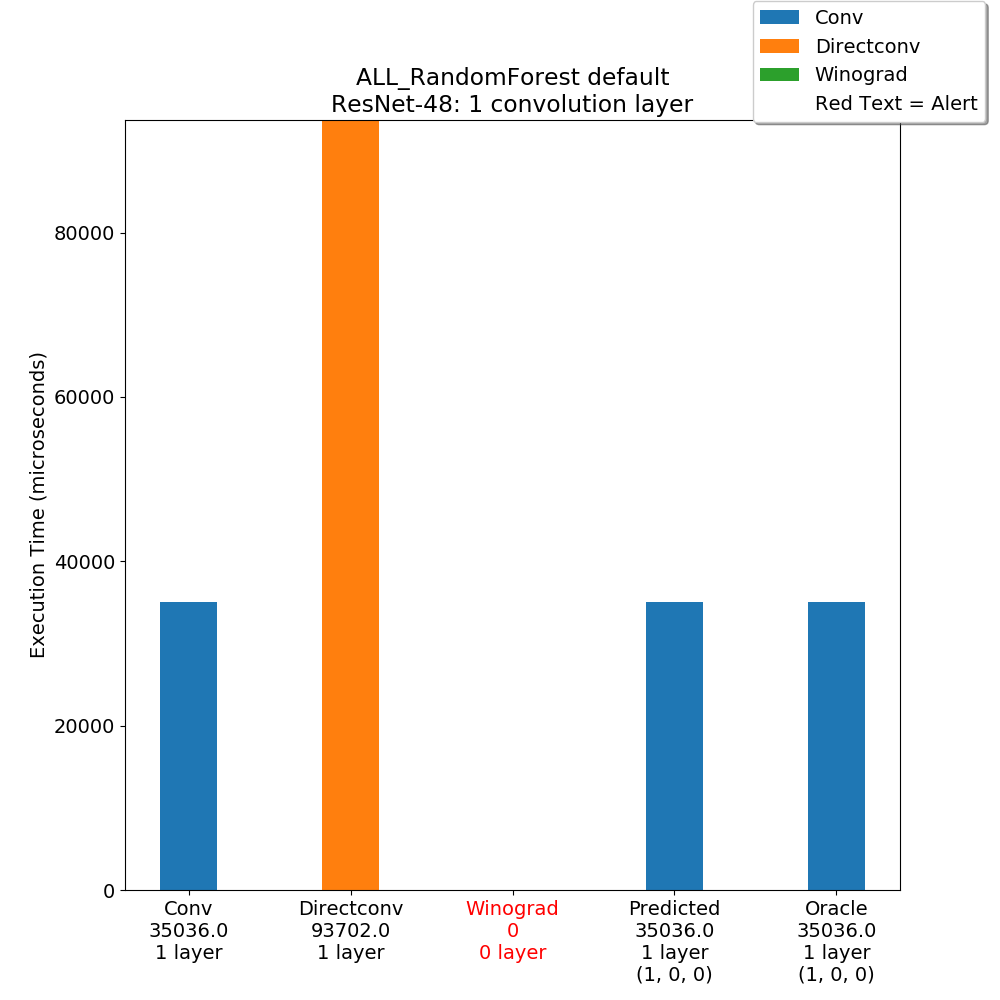 Conv
Directconv
Winograd
Red Text = Alert
ALL_RandomForest default
ResNet-48: 1 convolution layer
Execution Time (microseconds)
80000
60000
40000
20000
0
Conv
35036.0
1 layer
Directconv
93702.0
1 layer
Winograd
0
0 layer
Predicted
35036.0
1 layer
(1, 0, 0)
Oracle
35036.0
1 layer
(1, 0, 0)